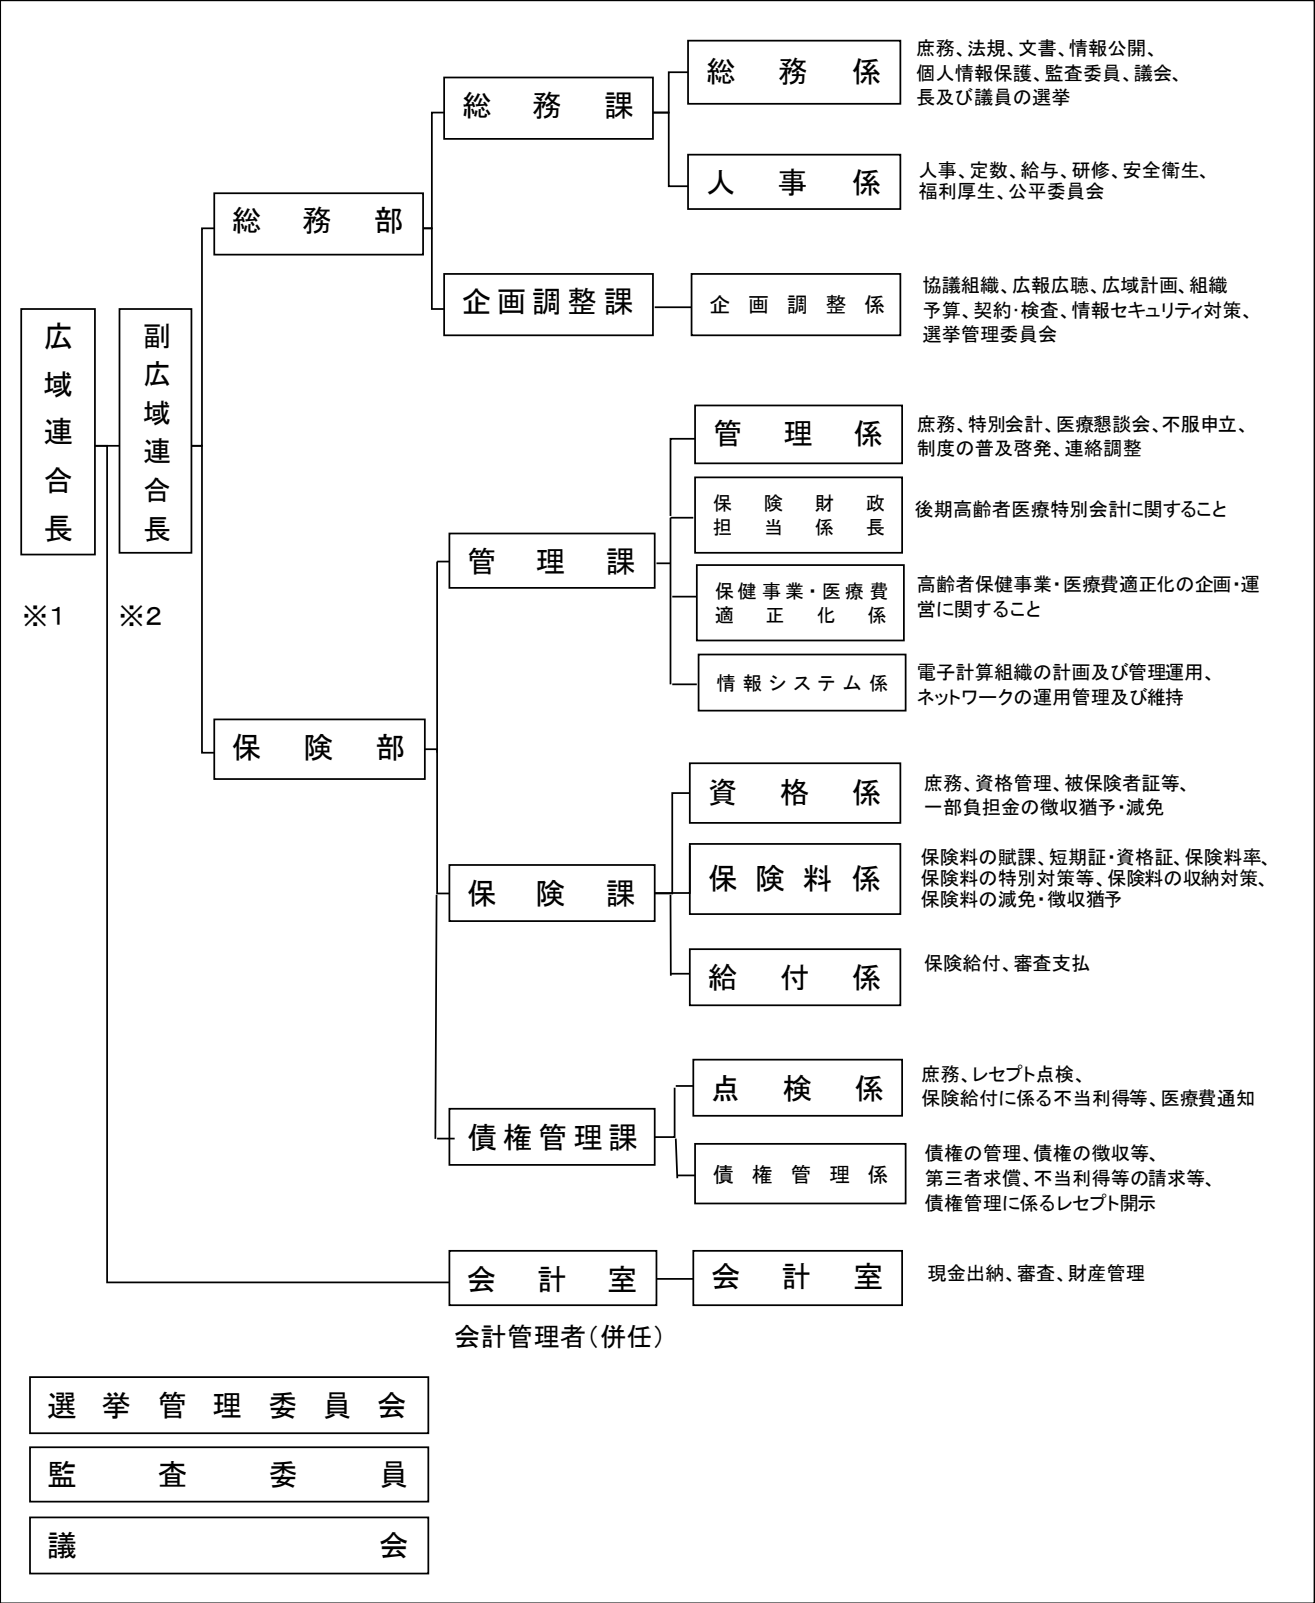 総務係
庶務、法規、文書、情報公開、
個人情報保護、監査委員、議会、
長及び議員の選挙
総務課
人事係
人事、定数、給与、研修、安全衛生、
福利厚生、公平委員会
総務部
企画調整課
企画調整係
協議組織、広報広聴、広域計画、組織
予算、契約・検査、情報セキュリティ対策、
選挙管理委員会
広域連合長
※1
副広域連合長
※2
管理係
庶務、特別会計、医療懇談会、不服申立、
制度の普及啓発、連絡調整
保険財政
担当係長
後期高齢者医療特別会計に関すること
管理課
保健事業・医療費
適正化係
高齢者保健事業・医療費適正化の企画・運
営に関すること
情報システム係
電子計算組織の計画及び管理運用、
ネットワークの運用管理及び維持
保険部
資格係
庶務、資格管理、被保険者証等、
一部負担金の徴収猶予・減免
保険課
保険料係
保険料の賦課、短期証・資格証、保険料率、
保険料の特別対策等、保険料の収納対策、
保険料の減免・徴収猶予
給付係
保険給付、審査支払
点検係
庶務、レセプト点検、
保険給付に係る不当利得等、医療費通知
債権管理課
債権管理係
債権の管理、債権の徴収等、
第三者求償、不当利得等の請求等、
債権管理に係るレセプト開示
会計室
会計室
現金出納、審査、財産管理
会計管理者（併任）
選挙管理委員会
監査委員
議会